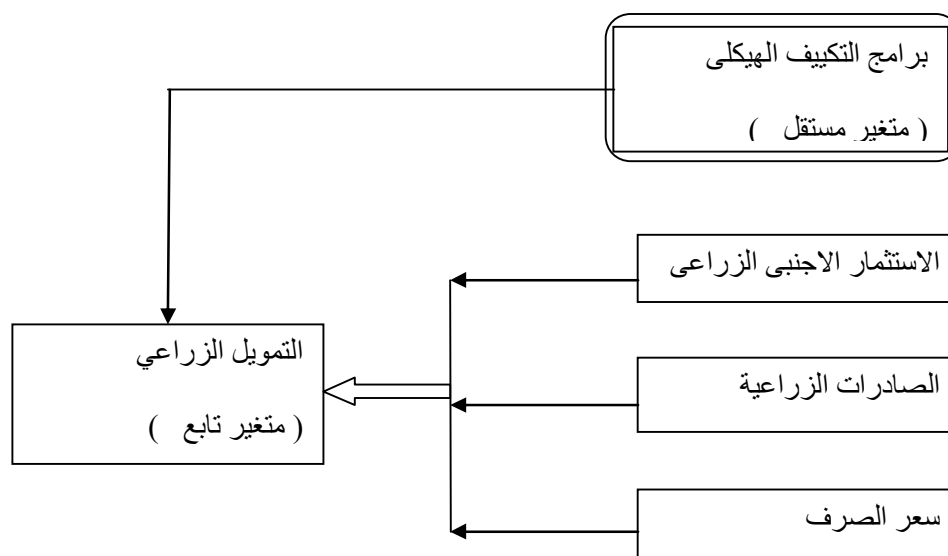 برامج التكييف الهيكلى
( متغير مستقل )
الاستثمار الاجنبى الزراعى
التمويل الزراعي
( متغير تابع )
الصادرات الزراعية
سعر الصرف